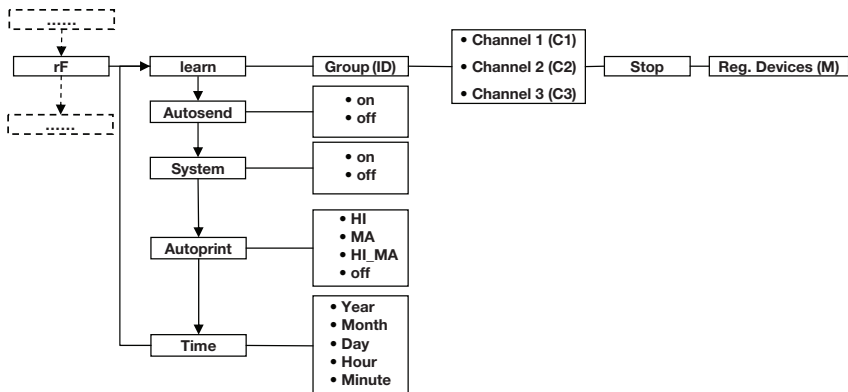 ......
rF
......
learn
Group (ID)
• Channel 1 (C1)
• Channel 2 (C2)
• Channel 3 (C3)
Stop
Reg. Devices (M)
Autosend
• on
• off
System
• on
• off
Autoprint
• HI
• MA
• HI_MA
• off
Time
• Year
• Month
• Day
• Hour
• Minute